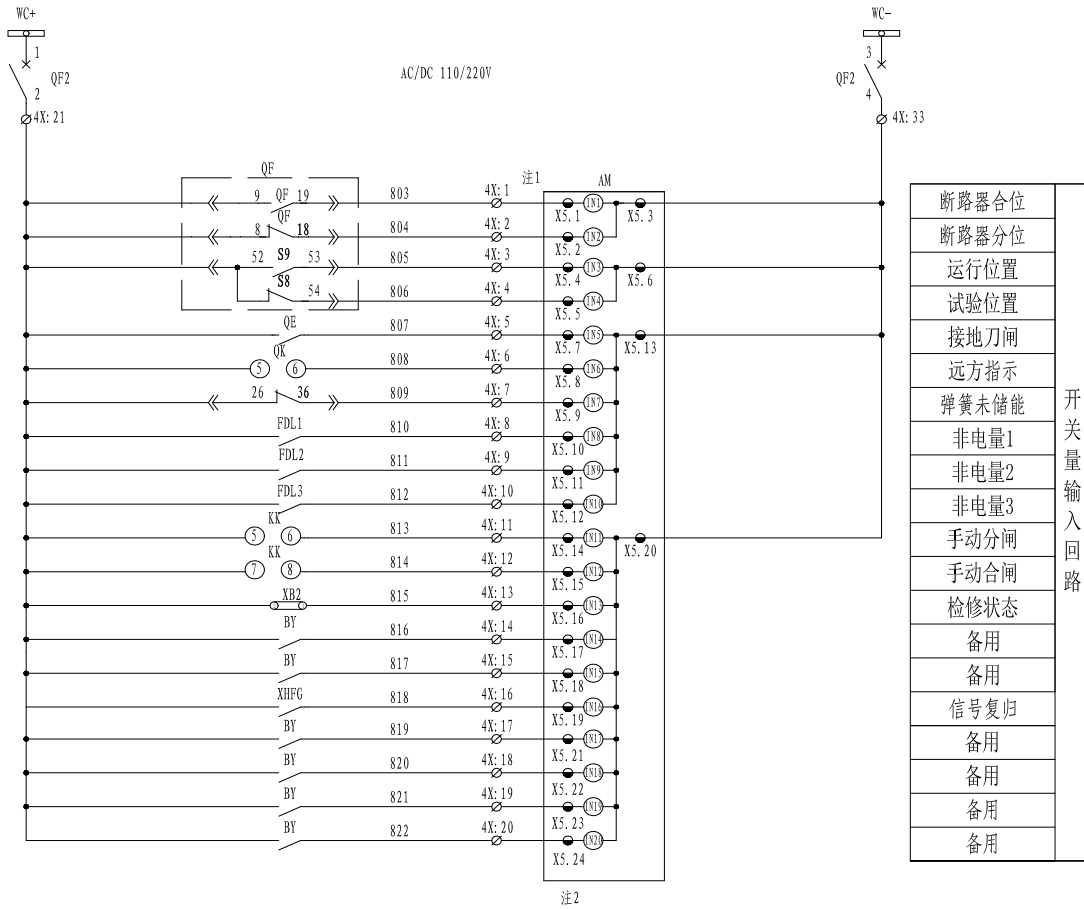 WC+
WC-
1
QF2
2
4X:21
AC/DC 110/220V
3
QF2
4
4X:33
QF
注1
AM
9 QF 19 803 4X:1 X5.1 IN1 X5.3 断路器合位
8 QF 18 804 4X:2 X5.2 IN2 断路器分位
52 S9 53 805 4X:3 X5.4 IN3 X5.6 运行位置
S8 54 806 4X:4 X5.5 IN4 试验位置
QE 807 4X:5 X5.7 IN5 X5.13 接地刀闸
QK 5 6 808 4X:6 X5.8 IN6 远方指示
26 36 809 4X:7 X5.9 IN7 弹簧未储能
FDL1 810 4X:8 X5.10 IN8 非电量1
FDL2 811 4X:9 X5.11 IN9 非电量2
FDL3 812 4X:10 X5.12 IN10 非电量3
KK 5 6 813 4X:11 X5.14 IN11 X5.20 手动分闸
KK 7 8 814 4X:12 X5.15 IN12 手动合闸
XB2 815 4X:13 X5.16 IN13 检修状态
BY 816 4X:14 X5.17 IN14 备用
BY 817 4X:15 X5.18 IN15 备用
XHFG 818 4X:16 X5.19 IN16 信号复归
BY 819 4X:17 X5.21 IN17 备用
BY 820 4X:18 X5.22 IN18 备用
BY 821 4X:19 X5.23 IN19 备用
BY 822 4X:20 X5.24 IN20 备用
开关量输入回路
注2